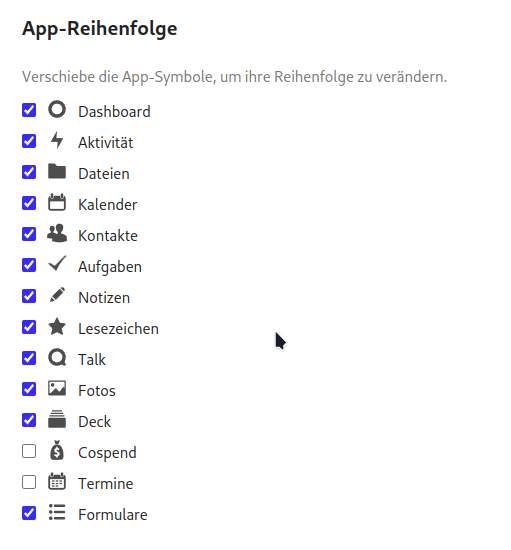 App-Reihenfolge
Verschiebe die App-Symbole, um ihre Reihenfolge zu verändern.
Dashboard
Aktivität
Dateien
Kalender
Kontakte
Aufgaben
Notizen
Lesezeichen
Talk
Fotos
Deck
Cospend
Termine
Formulare